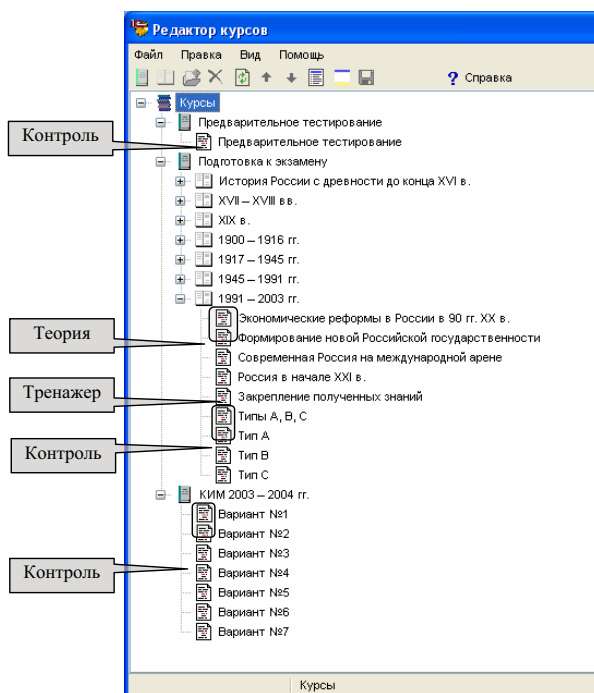 Редактор курсов
Файл Правка Вид Помощь
? Справка
Курсы
Предварительное тестирование
Контроль
Предварительное тестирование
Подготовка к экзамену
История России с древности до конца XVI в.
XVII – XVIII вв.
XIX в.
1900 – 1916 гг.
1917 – 1945 гг.
1945 – 1991 гг.
1991 – 2003 гг.
Экономические реформы в России в 90 гг. XX в.
Теория
Формирование новой Российской государственности
Современная Россия на международной арене
Россия в начале XXI в.
Тренажер
Закрепление полученных знаний
Типы А, В, С
Тип А
Контроль
Тип В
Тип С
КИМ 2003 – 2004 гг.
Вариант №1
Вариант №2
Вариант №3
Контроль
Вариант №4
Вариант №5
Вариант №6
Вариант №7
Курсы